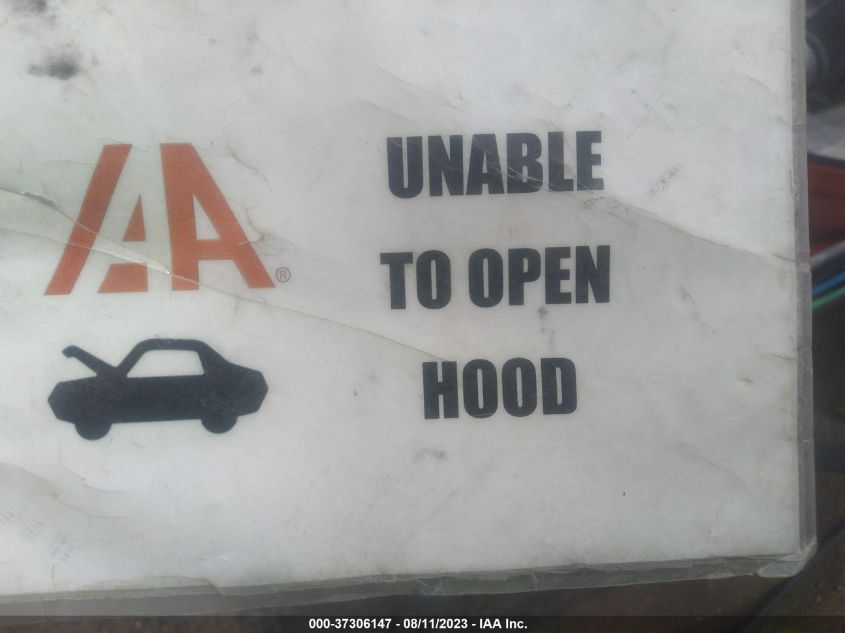 IAA®
UNABLE
TO OPEN
HOOD
000-37306147 - 08/11/2023 - IAA Inc.